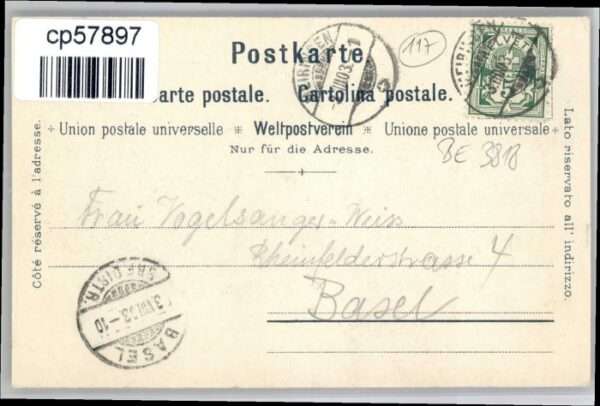 cp57897
Postkarte.
Carte postale. Cartolina postale.
Union postale universelle Weltpostverein Unione postale universale
Nur für die Adresse.
Côté réservé à l'adresse.
Lato riservato all' indirizzo.
117
HELVETIA
BE 3818
Frau Vogelsanger-Weiss
Rheinfelderstrasse 4
Basel
BASEL